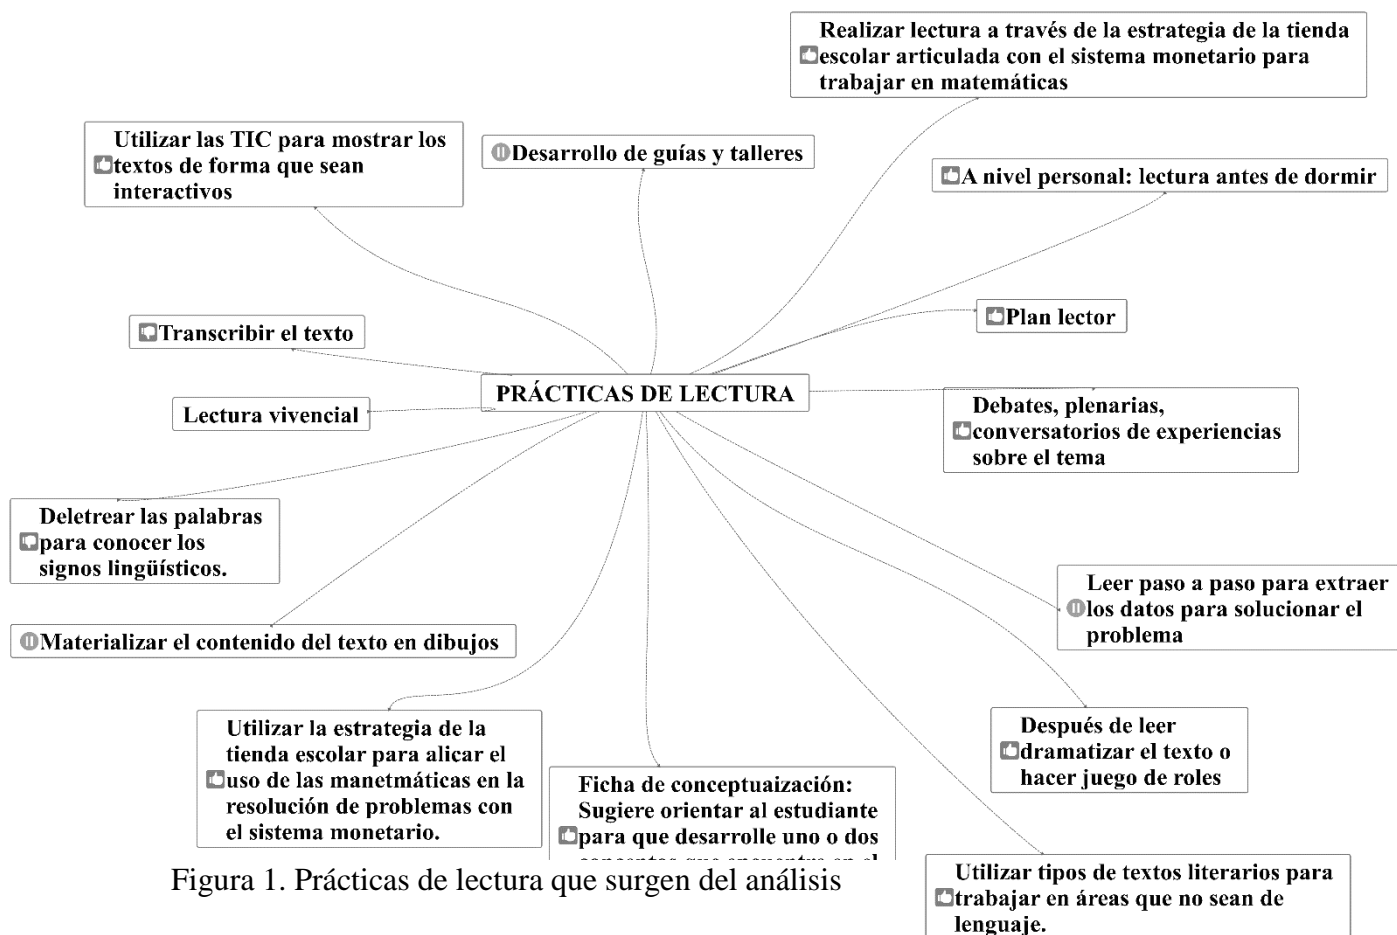 Realizar lectura a través de la estrategia de la tienda
escolar articulada con el sistema monetario para
trabajar en matemáticas
Utilizar las TIC para mostrar los
textos de forma que sean
interactivos
Desarrollo de guías y talleres
A nivel personal: lectura antes de dormir
Transcribir el texto
Plan lector
PRÁCTICAS DE LECTURA
Lectura vivencial
Debates, plenarias,
conversatorios de experiencias
sobre el tema
Deletrear las palabras
para conocer los
signos lingüísticos.
Leer paso a paso para extraer
los datos para solucionar el
problema
Materializar el contenido del texto en dibujos
Utilizar la estrategia de la
tienda escolar para alicar el
uso de las manetmáticas en la
resolución de problemas con
el sistema monetario.
Después de leer
dramatizar el texto o
hacer juego de roles
Ficha de conceptuaización:
Sugiere orientar al estudiante
para que desarrolle uno o dos
Utilizar tipos de textos literarios para
trabajar en áreas que no sean de
lenguaje.
Figura 1. Prácticas de lectura que surgen del análisis